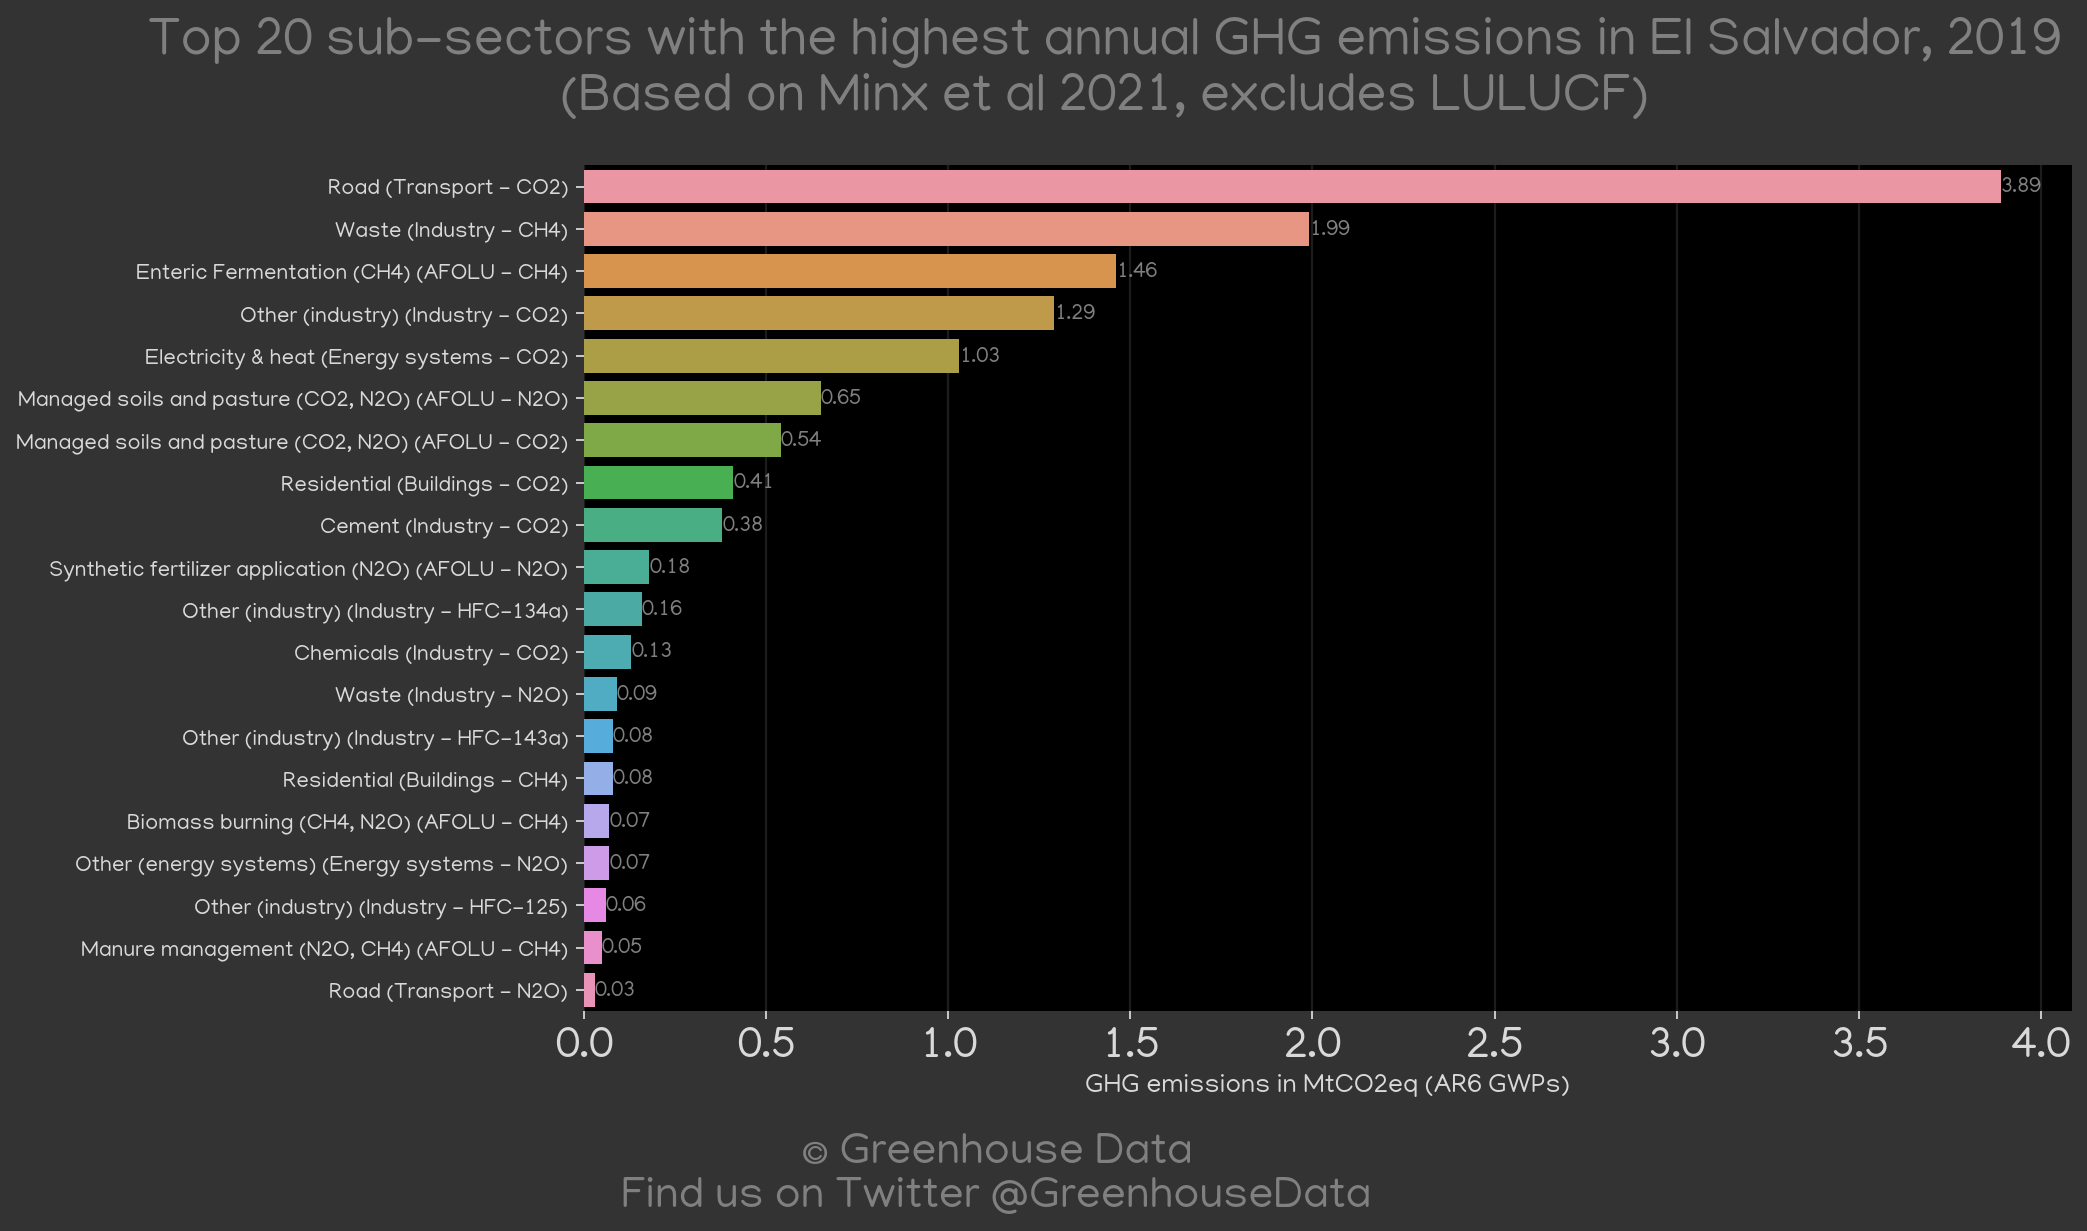 Top 20 sub-sectors with the highest annual GHG emissions in El Salvador, 2019
(Based on Minx et al 2021, excludes LULUCF)
Road (Transport - CO2) 3.89
Waste (Industry - CH4) 1.99
Enteric Fermentation (CH4) (AFOLU - CH4) 1.46
Other (industry) (Industry - CO2) 1.29
Electricity & heat (Energy systems - CO2) 1.03
Managed soils and pasture (CO2, N2O) (AFOLU - N2O) 0.65
Managed soils and pasture (CO2, N2O) (AFOLU - CO2) 0.54
Residential (Buildings - CO2) 0.41
Cement (Industry - CO2) 0.38
Synthetic fertilizer application (N2O) (AFOLU - N2O) 0.18
Other (industry) (Industry - HFC-134a) 0.16
Chemicals (Industry - CO2) 0.13
Waste (Industry - N2O) 0.09
Other (industry) (Industry - HFC-143a) 0.08
Residential (Buildings - CH4) 0.08
Biomass burning (CH4, N2O) (AFOLU - CH4) 0.07
Other (energy systems) (Energy systems - N2O) 0.07
Other (industry) (Industry - HFC-125) 0.06
Manure management (N2O, CH4) (AFOLU - CH4) 0.05
Road (Transport - N2O) 0.03
0.0 0.5 1.0 1.5 2.0 2.5 3.0 3.5 4.0
GHG emissions in MtCO2eq (AR6 GWPs)
© Greenhouse Data
Find us on Twitter @GreenhouseData